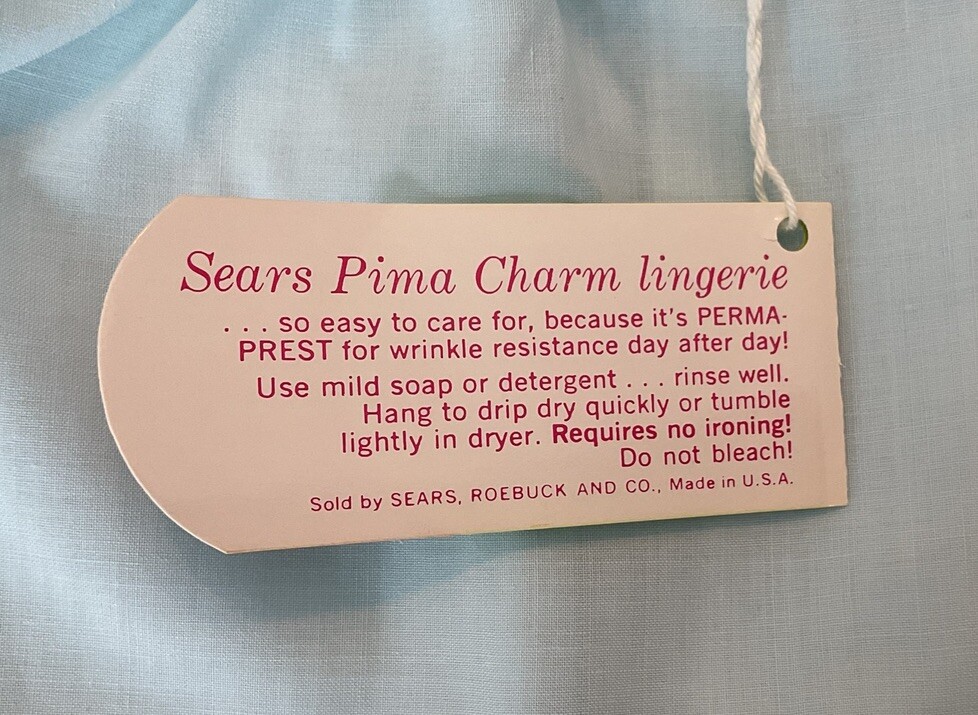 Sears Pima Charm lingerie
. . . so easy to care for, because it's PERMA-
PREST for wrinkle resistance day after day!
Use mild soap or detergent . . . rinse well.
Hang to drip dry quickly or tumble
lightly in dryer. Requires no ironing!
Do not bleach!
Sold by SEARS, ROEBUCK AND CO., Made in U.S.A.